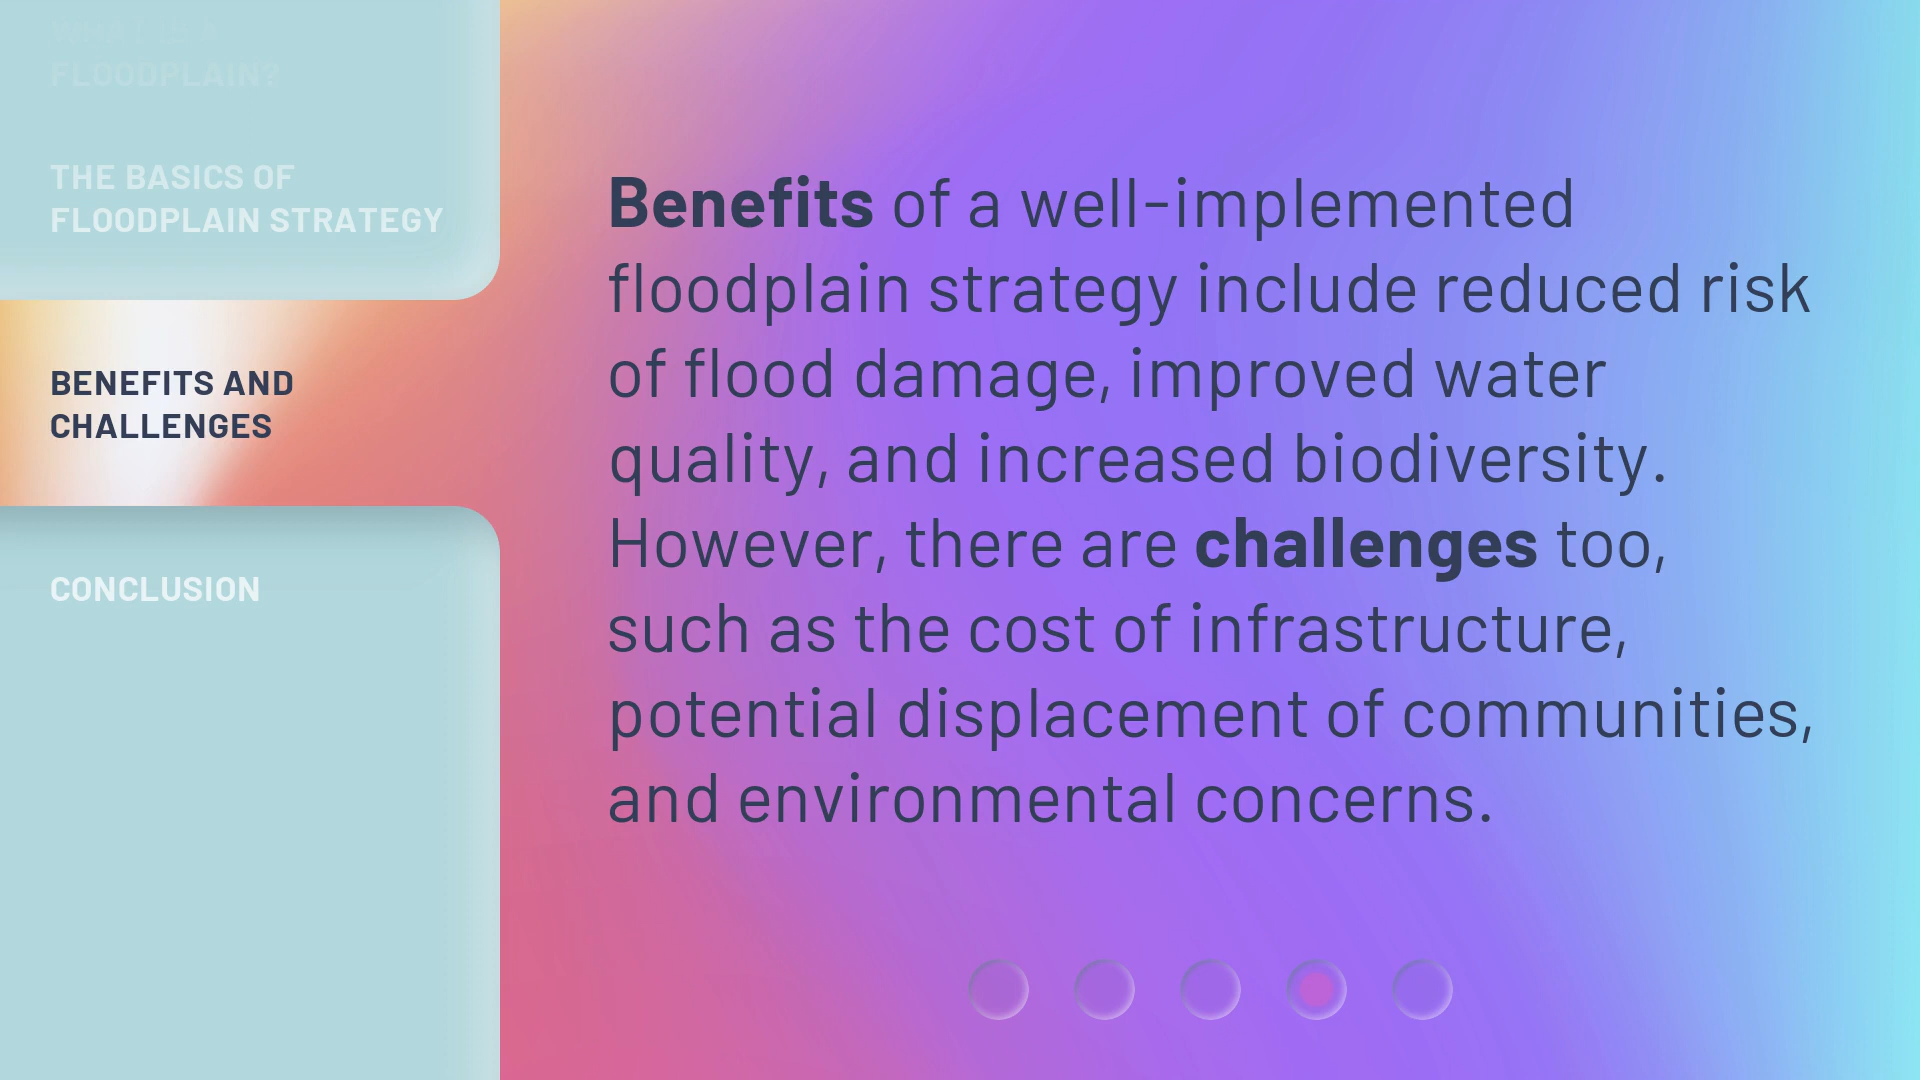 FLOODPLAIN?
THE BASICS OF
FLOODPLAIN STRATEGY
BENEFITS AND
CHALLENGES
CONCLUSION
Benefits of a well-implemented
floodplain strategy include reduced risk
of flood damage, improved water
quality, and increased biodiversity.
However, there are challenges too,
such as the cost of infrastructure,
potential displacement of communities,
and environmental concerns.